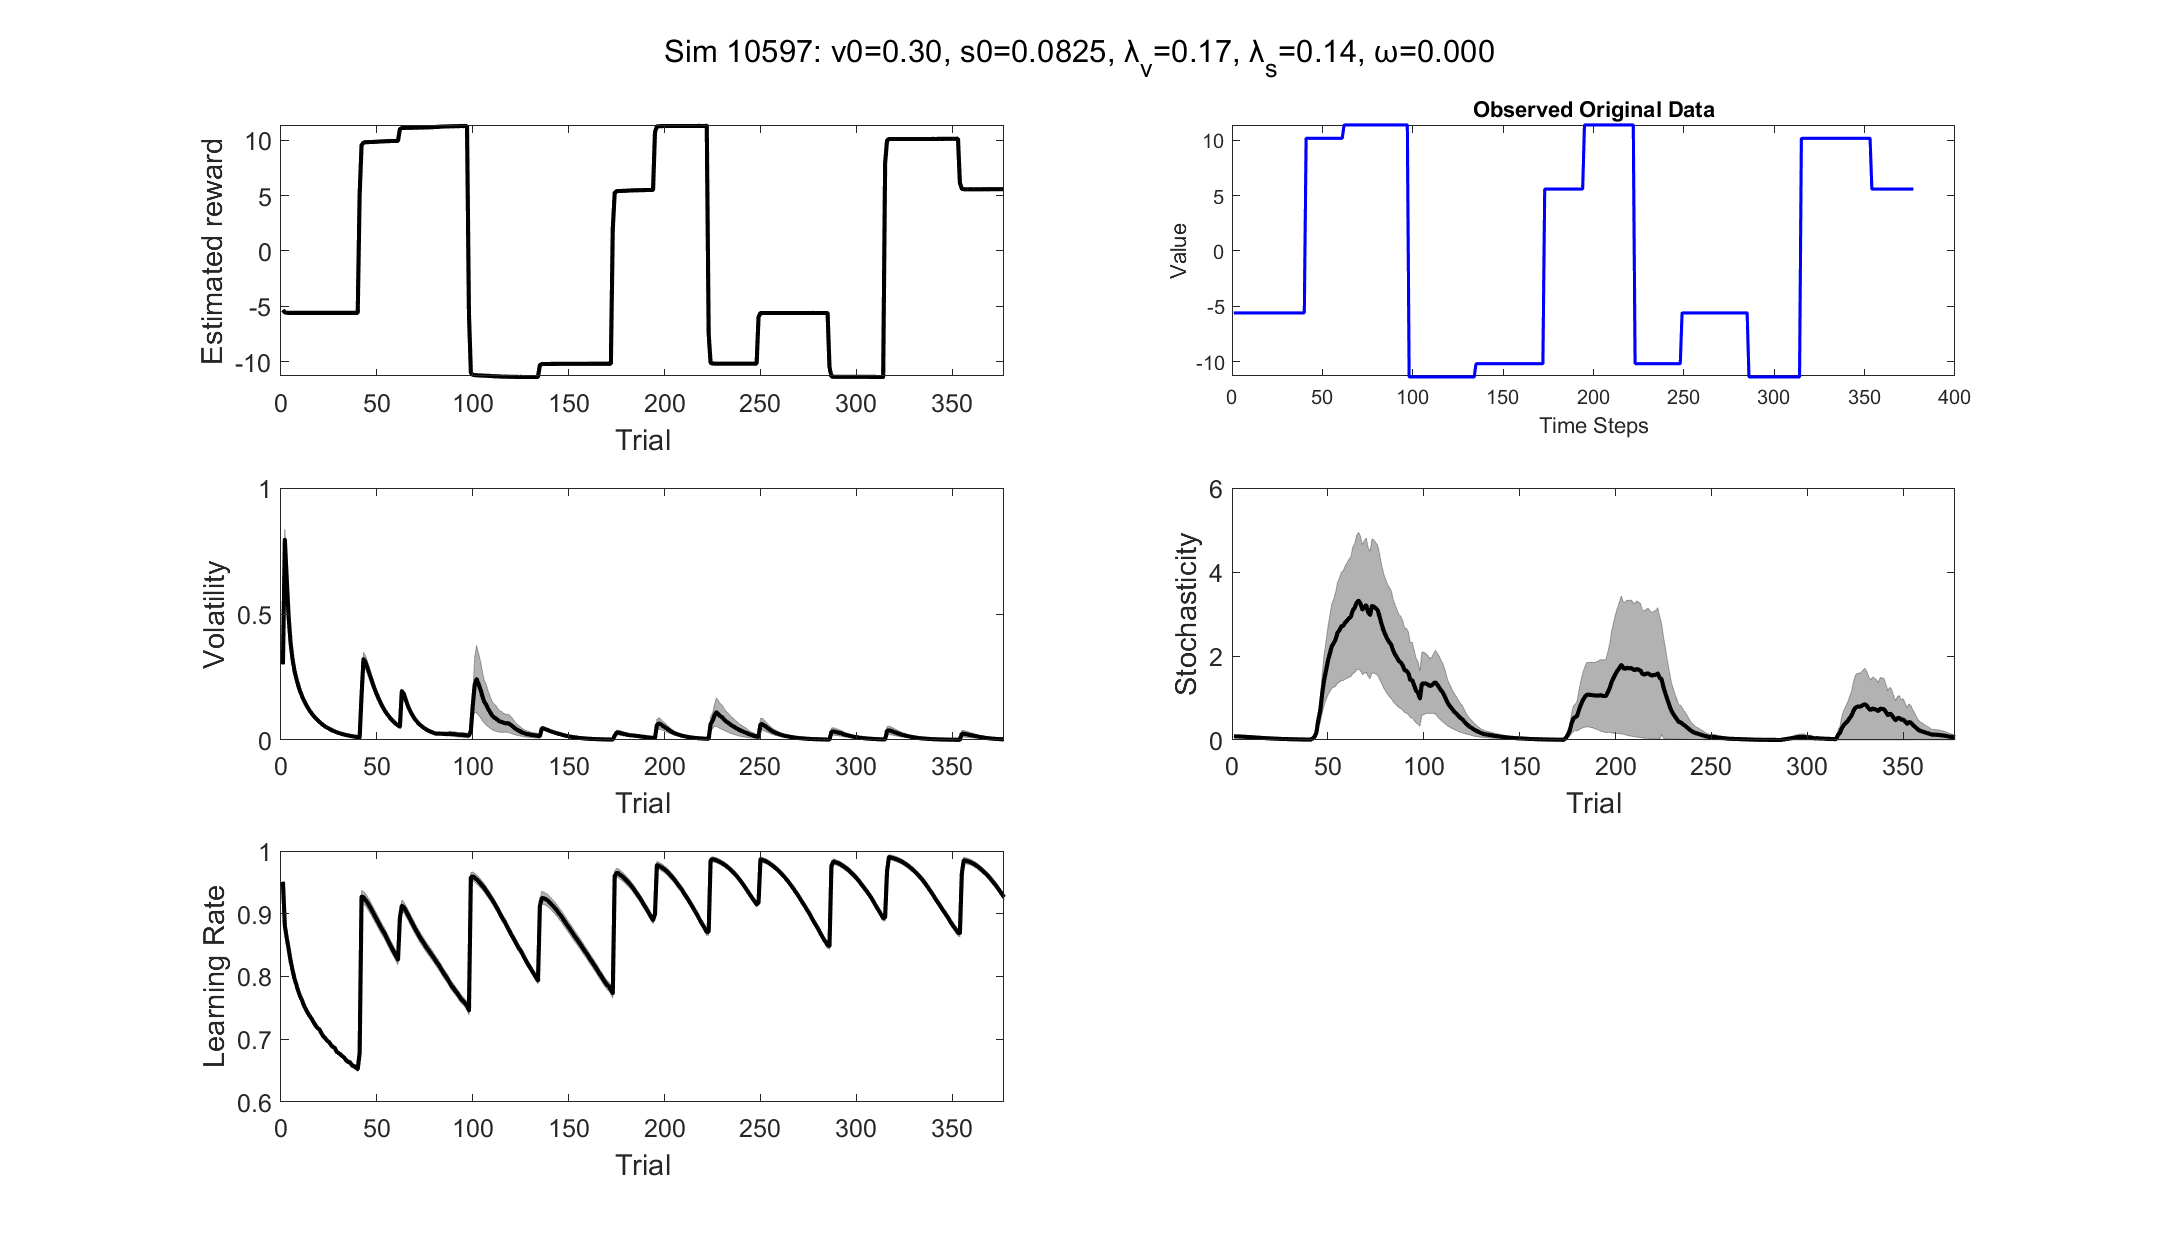 Sim 10597: v0=0.30, s0=0.0825, λ_v=0.17, λ_s=0.14, ω=0.000
Estimated reward
10
5
0
-5
-10
0 50 100 150 200 250 300 350
Trial
Observed Original Data
Value
10
5
0
-5
-10
0 50 100 150 200 250 300 350 400
Time Steps
Volatility
1
0.5
0
0 50 100 150 200 250 300 350
Trial
Stochasticity
6
4
2
0
0 50 100 150 200 250 300 350
Trial
Learning Rate
1
0.9
0.8
0.7
0.6
0 50 100 150 200 250 300 350
Trial